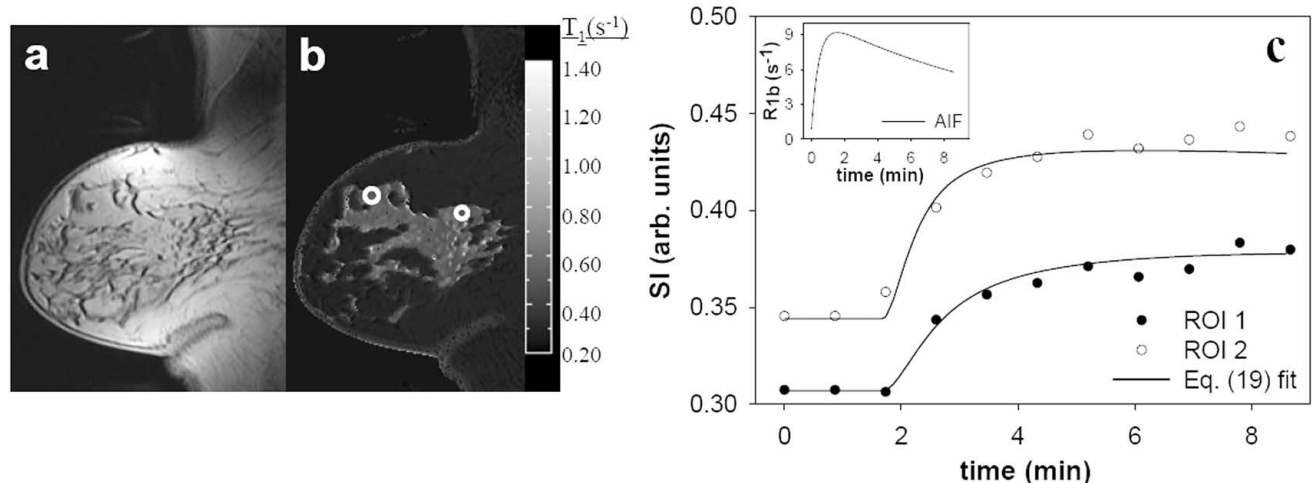 a
b
T1(s-1)
1.40
1.20
1.00
0.80
0.60
0.40
0.20
c
0.50
0.45
0.40
0.35
0.30
SI (arb. units)
0
2
4
6
8
time (min)
R1b (s-1)
9
6
3
0
0
2
4
6
8
time (min)
AIF
ROI 1
ROI 2
Eq. (19) fit